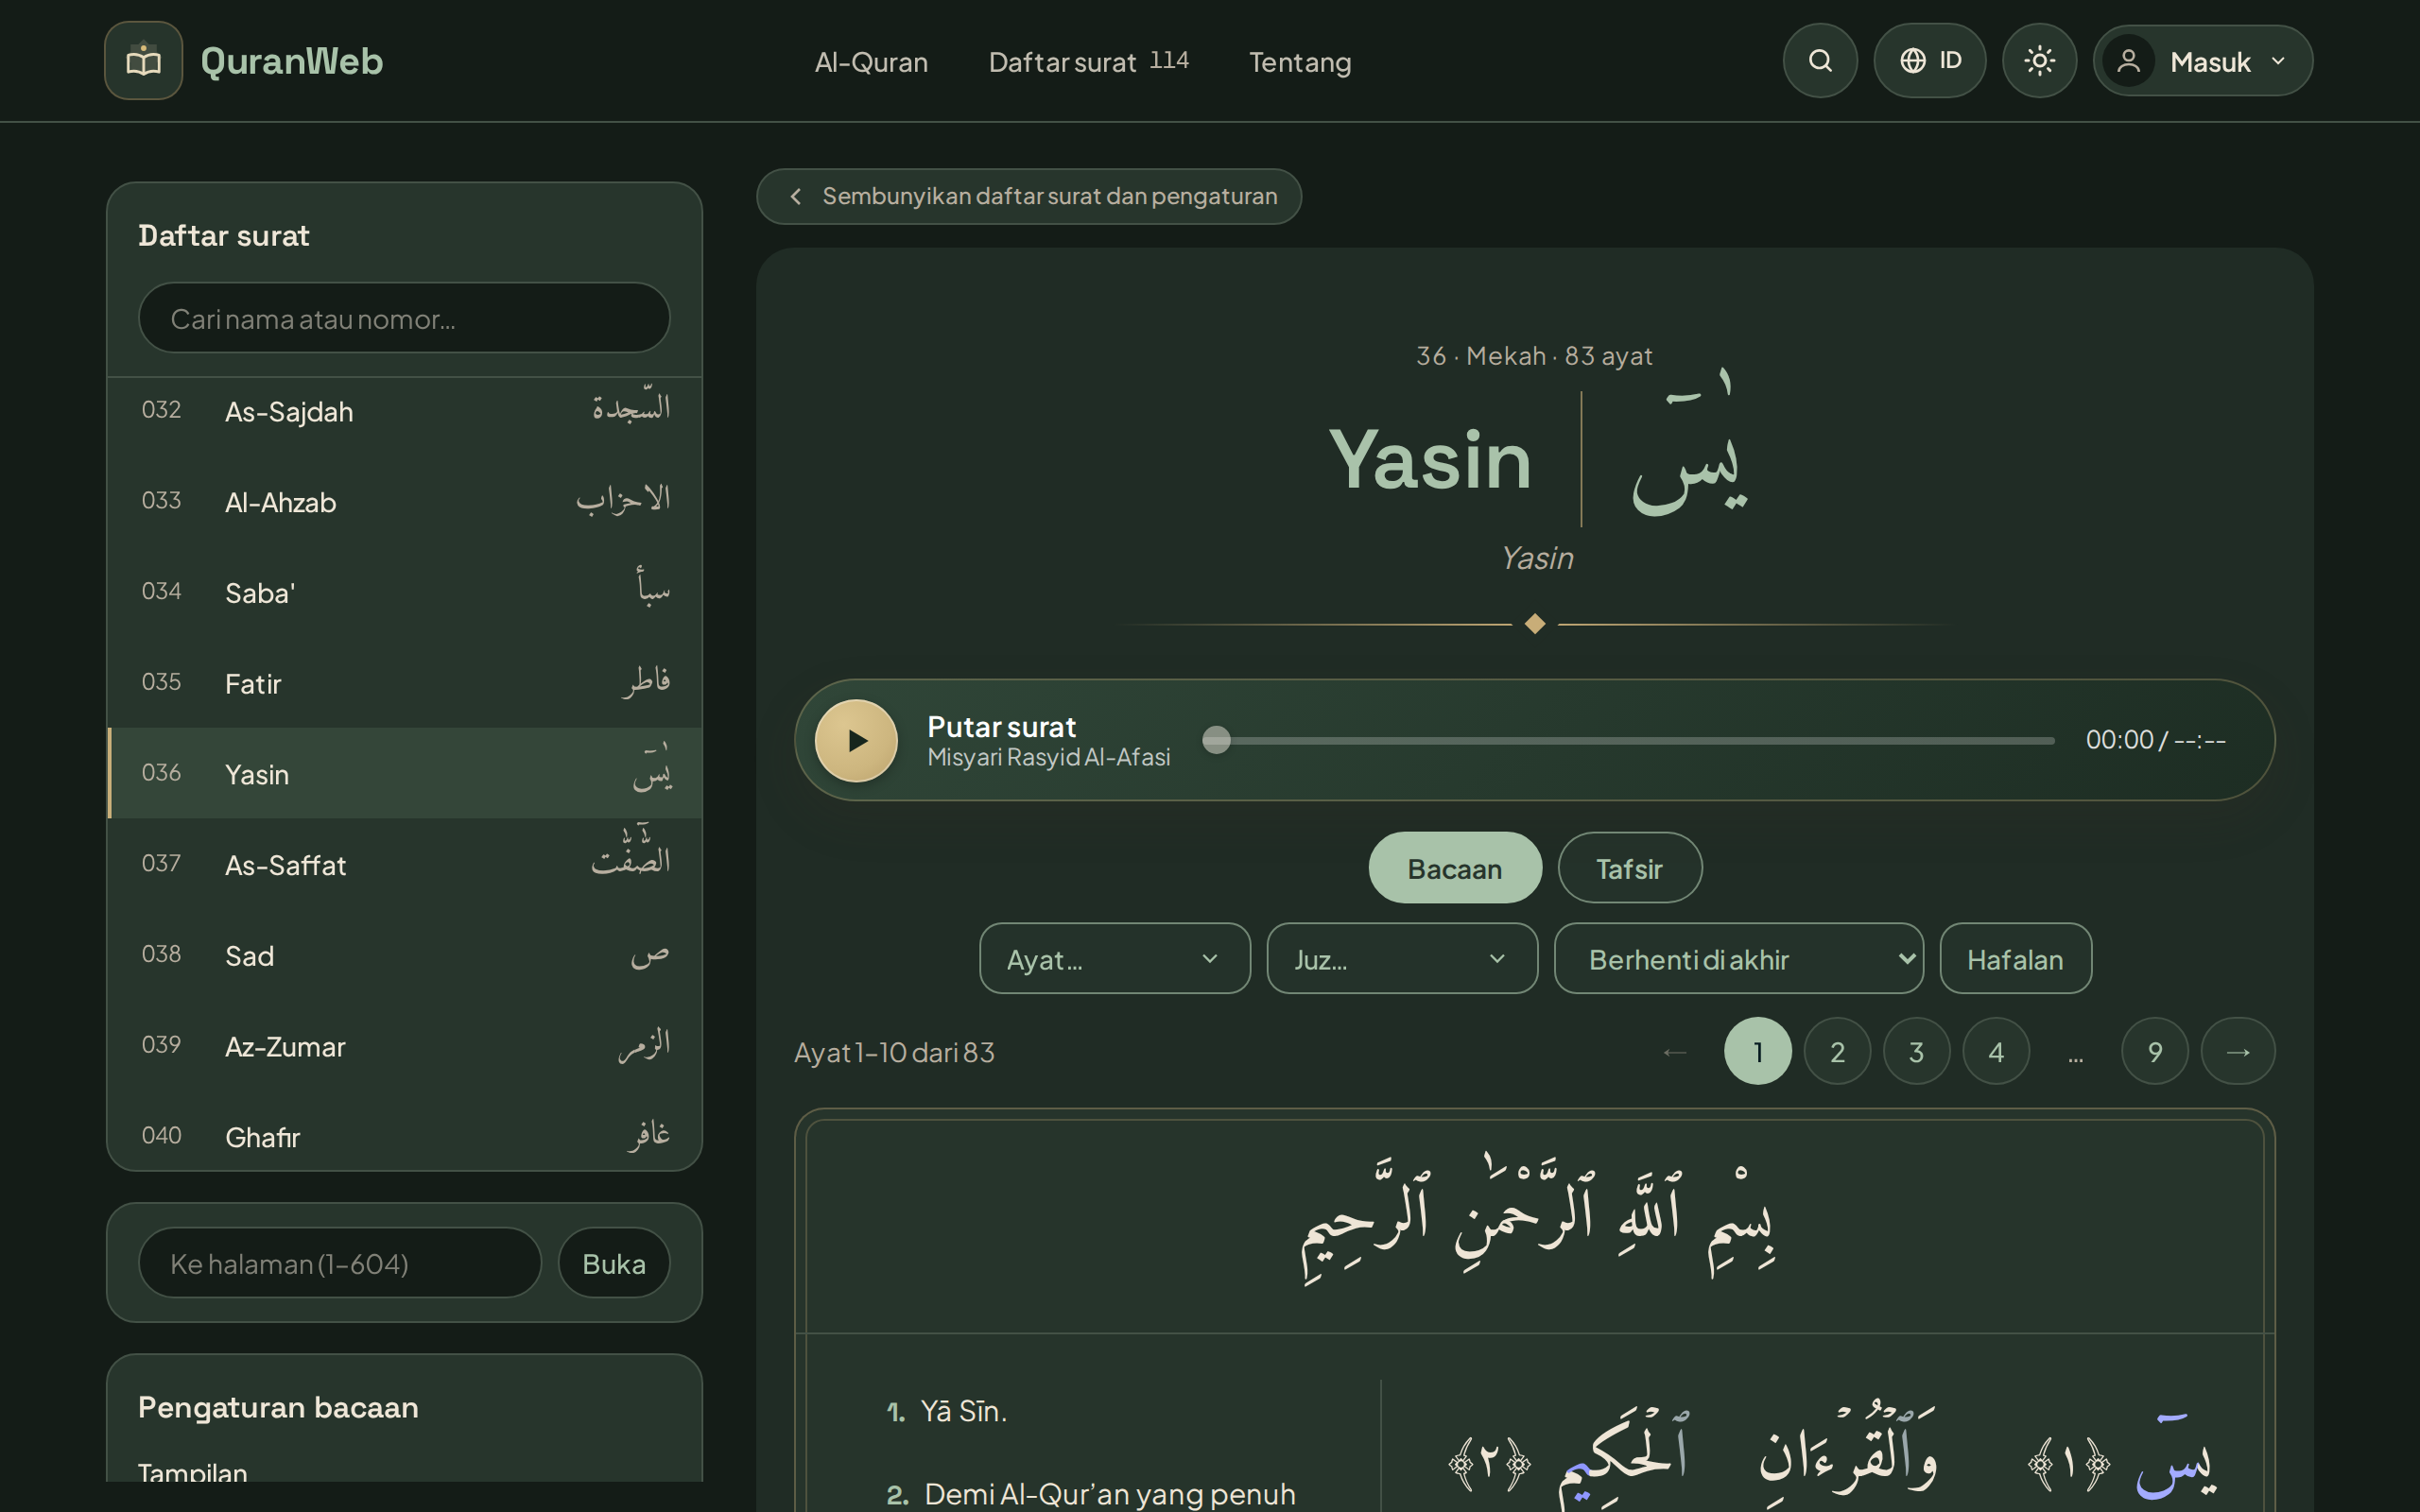 QuranWeb
Al-Quran
Daftar surat 114
Tentang
ID
Masuk
Daftar surat
Cari nama atau nomor...
032 As-Sajdah السّجدة
033 Al-Ahzab الاحزاب
034 Saba' سبأ
035 Fatir فاطر
036 Yasin يٰسۤ
037 As-Saffat الصّٰۤفّٰت
038 Sad ص
039 Az-Zumar الزمر
040 Ghafir غافر
Ke halaman (1-604) Buka
Pengaturan bacaan
Tampilan
Sembunyikan daftar surat dan pengaturan
36 · Mekah · 83 ayat
Yasin يٰسۤ
Yasin
Putar surat
Misyari Rasyid Al-Afasi
00:00 / --:--
Bacaan Tafsir
Ayat... Juz... Berhenti di akhir Hafalan
Ayat 1–10 dari 83
← 1 2 3 4 ... 9 →
بِسْمِ ٱللَّهِ ٱلرَّحْمَٰنِ ٱلرَّحِيمِ
1. Yā Sīn.
2. Demi Al-Qur’an yang penuh
يسٓ ﴿١﴾ وَٱلْقُرْءَانِ ٱلْحَكِيمِ ﴿٢﴾